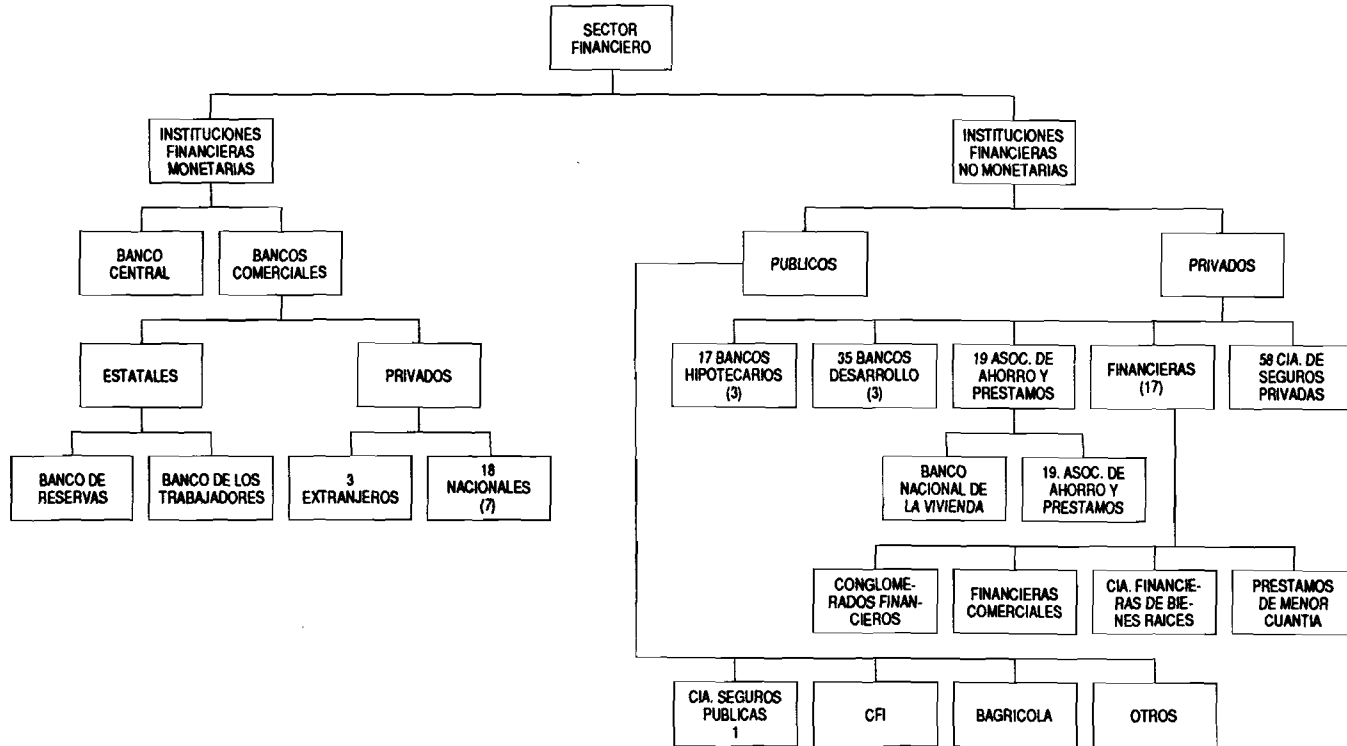 SECTOR
FINANCIERO
INSTITUCIONES
FINANCIERAS
MONETARIAS
INSTITUCIONES
FINANCIERAS
NO MONETARIAS
BANCO
CENTRAL
BANCOS
COMERCIALES
PUBLICOS
PRIVADOS
ESTATALES
PRIVADOS
17 BANCOS
HIPOTECARIOS
(3)
35 BANCOS
DESARROLLO
(3)
19 ASOC. DE
AHORRO Y
PRESTAMOS
FINANCIERAS
(17)
58 CIA. DE
SEGUROS
PRIVADAS
BANCO DE
RESERVAS
BANCO DE LOS
TRABAJADORES
3
EXTRANJEROS
18
NACIONALES
(7)
BANCO
NACIONAL DE
LA VIVIENDA
19. ASOC. DE
AHORRO Y
PRESTAMOS
CONGLOME-
RADOS FINAN-
CIEROS
FINANCIERAS
COMERCIALES
CIA. FINANCIE-
RAS DE BIE-
NES RAICES
PRESTAMOS
DE MENOR
CUANTIA
CIA. SEGUROS
PUBLICAS
1
CFI
BAGRICOLA
OTROS